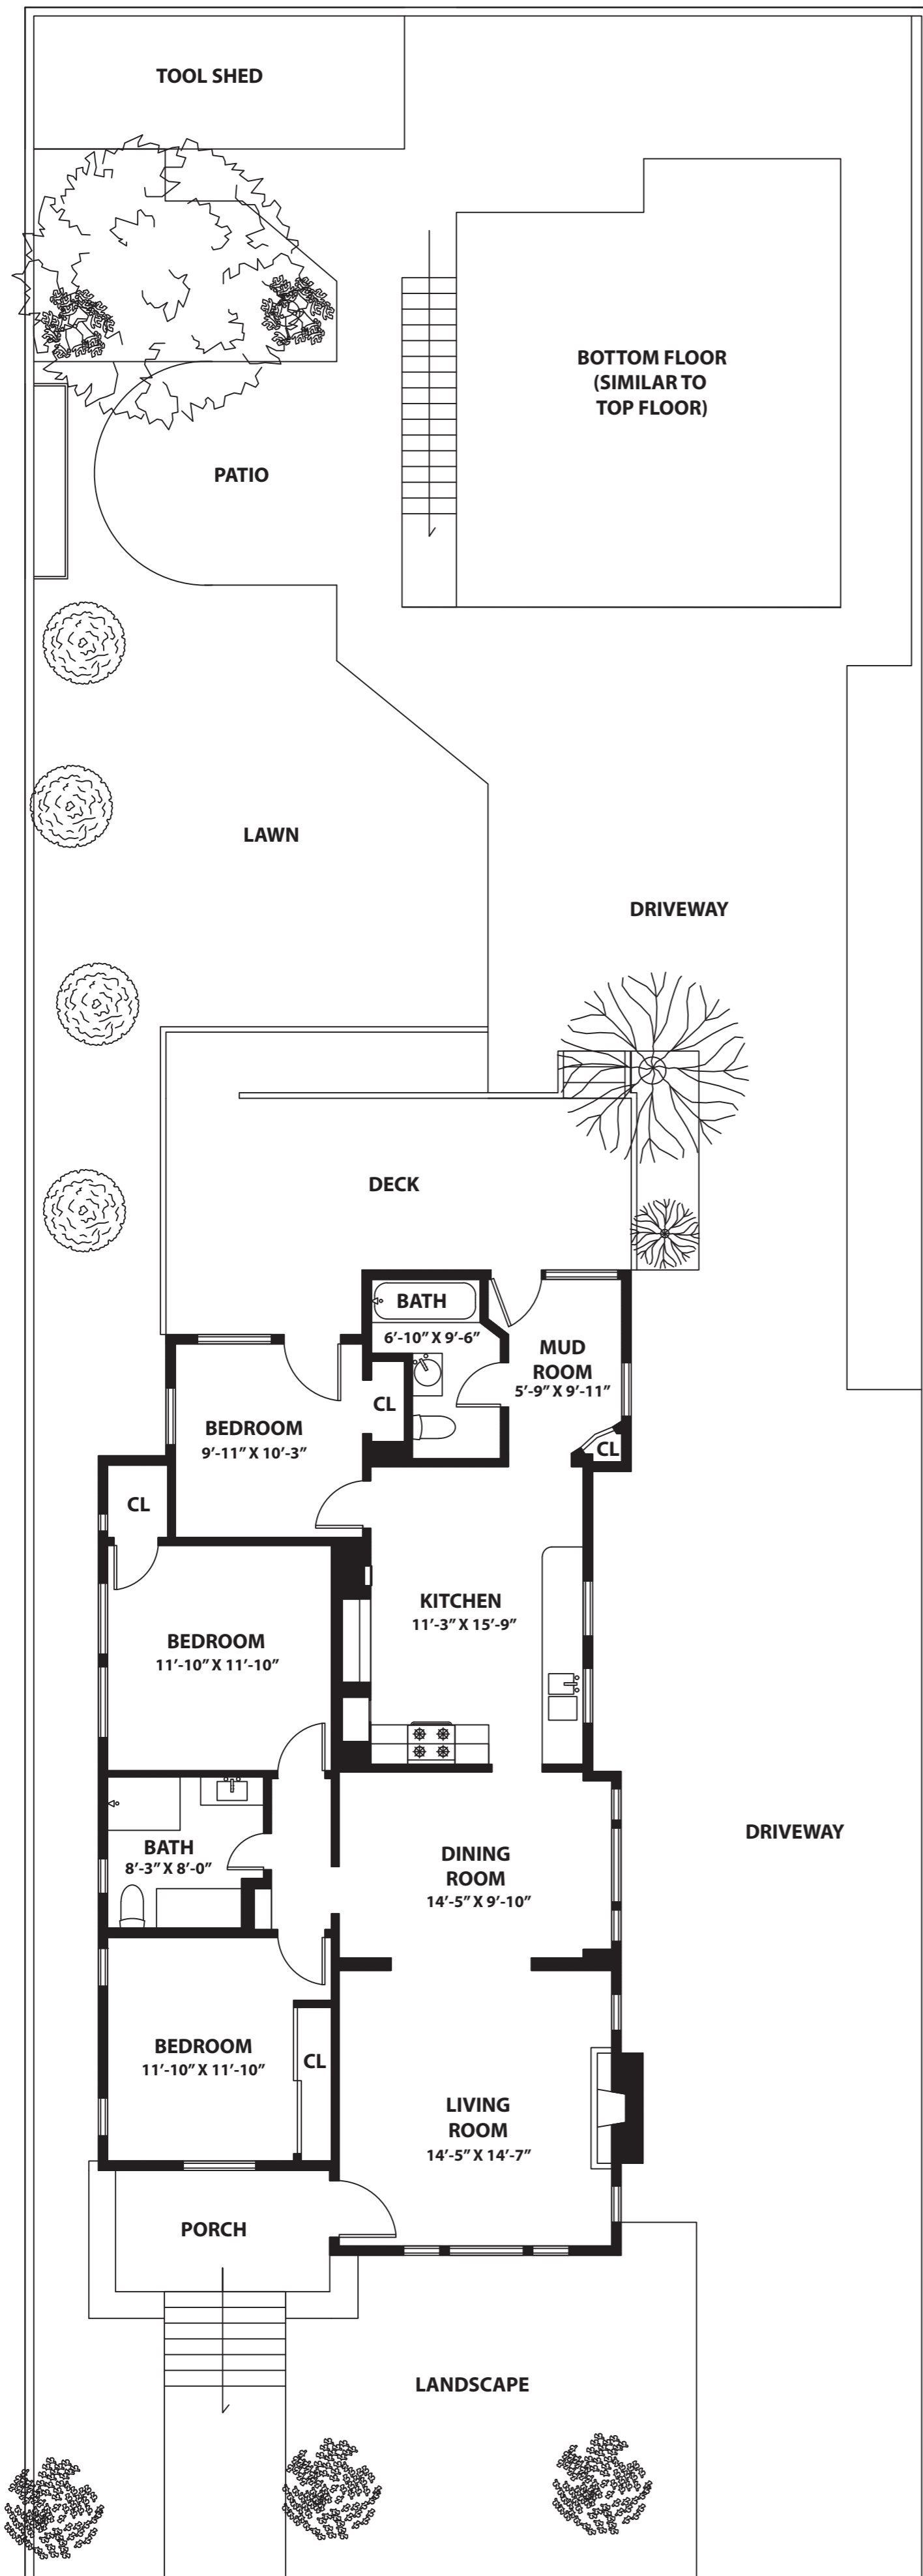 TOOL SHED
BOTTOM FLOOR
(SIMILAR TO
TOP FLOOR)
PATIO
LAWN
DRIVEWAY
DECK
BATH
6’-10” X 9’-6”
MUD
ROOM
5’-9” X 9’-11”
CL
BEDROOM
9’-11” X 10’-3”
CL
CL
KITCHEN
11’-3” X 15’-9”
BEDROOM
11’-10” X 11’-10”
DRIVEWAY
BATH
8’-3” X 8’-0”
DINING
ROOM
14’-5” X 9’-10”
BEDROOM
11’-10” X 11’-10”
CL
LIVING
ROOM
14’-5” X 14’-7”
PORCH
LANDSCAPE